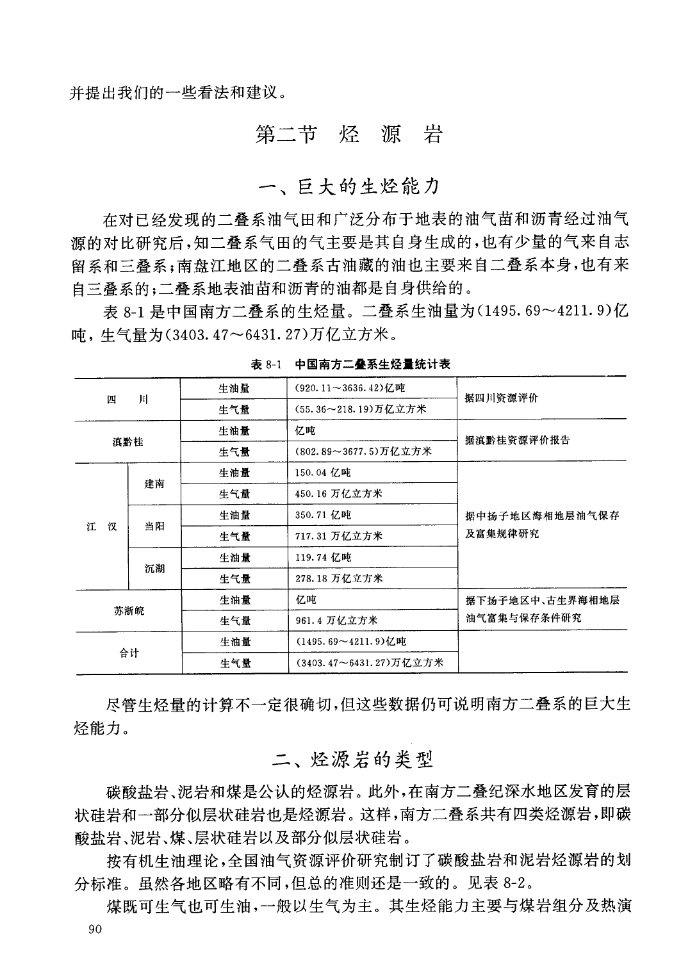 并提出我们的一些看法和建议。
第二节 烃 源 岩
一、巨大的生烃能力
在对已经发现的二叠系油气田和广泛分布于地表的油气苗和沥青经过油气
源的对比研究后,知二叠系气田的气主要是其自身生成的,也有少量的气来自志
留系和三叠系;南盘江地区的二叠系古油藏的油也主要来自二叠系本身,也有来
自三叠系的;二叠系地表油苗和沥青的油都是自身供给的。
表 8-1 是中国南方二叠系的生烃量。二叠系生油量为(1495.69～4211.9)亿
吨, 生气量为(3403.47～6431.27)万亿立方米。
表 8-1 中国南方二叠系生烃量统计表
四 川 生油量 (920.11～3636.42)亿吨 据四川资源评价
生气量 (55.36～218.19)万亿立方米
滇黔桂 生油量 亿吨 据滇黔桂资源评价报告
生气量 (802.89～3677.5)万亿立方米
江 汉 建南 生油量 150.04 亿吨 据中扬子地区海相地层油气保存
及富集规律研究
生气量 450.16 万亿立方米
当阳 生油量 350.71 亿吨
生气量 717.31 万亿立方米
沉湖 生油量 119.74 亿吨
生气量 278.18 万亿立方米
苏浙皖 生油量 亿吨 据下扬子地区中、古生界海相地层
油气富集与保存条件研究
生气量 961.4 万亿立方米
合计 生油量 (1495.69～4211.9)亿吨
生气量 (3403.47～6431.27)万亿立方米
尽管生烃量的计算不一定很确切,但这些数据仍可说明南方二叠系的巨大生
烃能力。
二、烃源岩的类型
碳酸盐岩、泥岩和煤是公认的烃源岩。此外,在南方二叠纪深水地区发育的层
状硅岩和一部分似层状硅岩也是烃源岩。这样,南方二叠系共有四类烃源岩,即碳
酸盐岩、泥岩、煤、层状硅岩以及部分似层状硅岩。
按有机生油理论,全国油气资源评价研究制订了碳酸盐岩和泥岩烃源岩的划
分标准。虽然各地区略有不同,但总的准则还是一致的。见表 8-2。
煤既可生气也可生油,一般以生气为主。其生烃能力主要与煤岩组分及热演
90